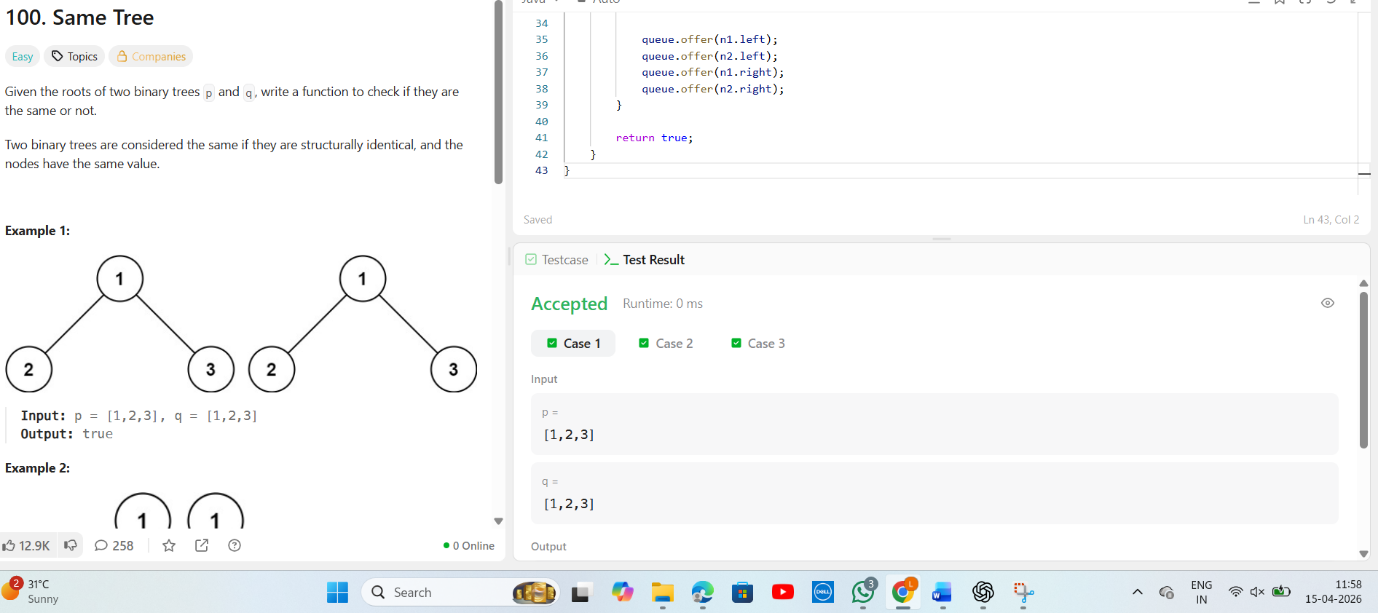 100. Same Tree
Easy Topics Companies
Given the roots of two binary trees p and q, write a function to check if they are
the same or not.
Two binary trees are considered the same if they are structurally identical, and the
nodes have the same value.
Example 1:
1 1
2 3 2 3
Input: p = [1,2,3], q = [1,2,3]
Output: true
Example 2:
1 1
12.9K 258 0 Online
Java Auto
34
35 queue.offer(n1.left);
36 queue.offer(n2.left);
37 queue.offer(n1.right);
38 queue.offer(n2.right);
39 }
40
41 return true;
42 }
43 }
Saved Ln 43, Col 2
Testcase >_ Test Result
Accepted Runtime: 0 ms
Case 1 Case 2 Case 3
Input
p =
[1,2,3]
q =
[1,2,3]
Output
2 31°C
Sunny
Search
DELL
3
L
W
ENG
IN
11:58
15-04-2026